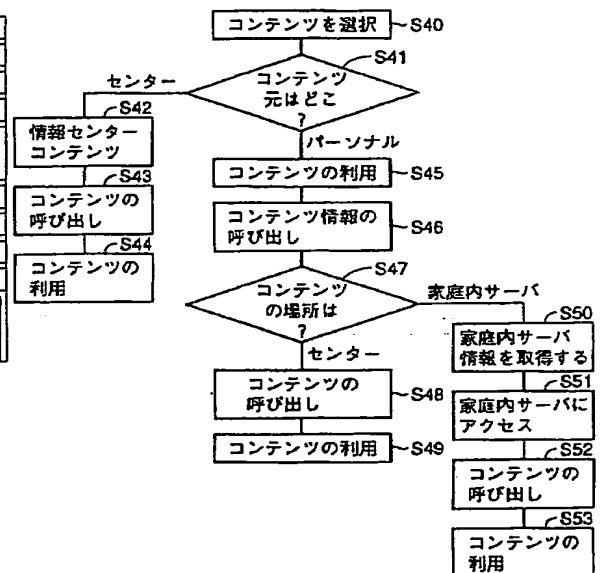 コンテンツを選択
S40
S41
コンテンツ
元はどこ
?
センター
S42
情報センター
コンテンツ
S43
コンテンツの
呼び出し
S44
コンテンツの
利用
パーソナル
コンテンツの利用
S45
コンテンツ情報の
呼び出し
S46
S47
コンテンツ
の場所は
?
センター
コンテンツの
呼び出し
S48
コンテンツの利用
S49
家庭内サーバ
S50
家庭内サーバ
情報を取得する
S51
家庭内サーバに
アクセス
S52
コンテンツの
呼び出し
S53
コンテンツの
利用